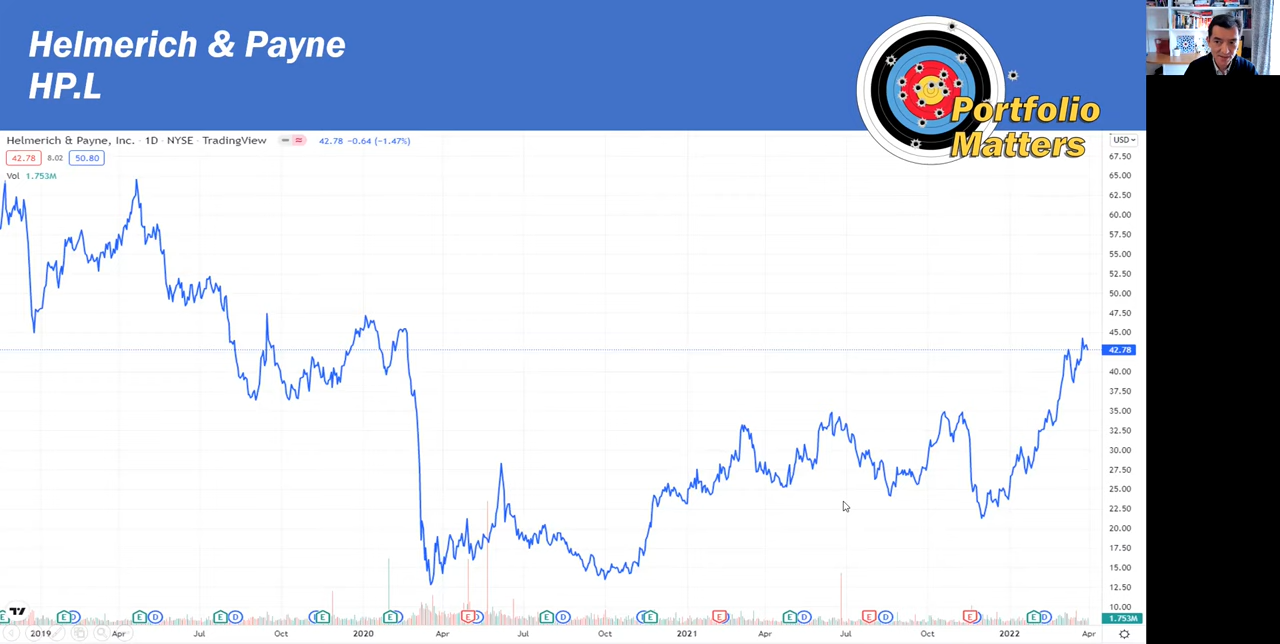 Helmerich & Payne
HP.L
Portfolio
Matters
Helmerich & Payne, Inc. · 1D · NYSE · TradingView 42.78 −0.64 (−1.47%)
USD
42.78 8.02 50.80
Vol 1.753M
67.50
65.00
62.50
60.00
57.50
55.00
52.50
50.00
47.50
45.00
42.78
40.00
37.50
35.00
32.50
30.00
27.50
25.00
22.50
20.00
17.50
15.00
12.50
10.00
1.753M
E E D E D E D E E D E D E D E E E D E D E E D
2019 Apr Jul Oct 2020 Apr Jul Oct 2021 Apr Jul Oct 2022 Apr